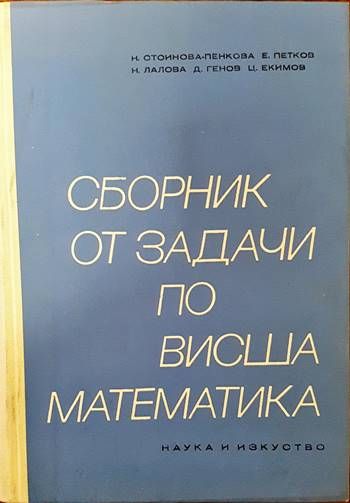 Н. СТОИНОВА-ПЕНКОВА Е. ПЕТКОВ
Н. ЛАЛОВА Д. ГЕНОВ Ц. ЕКИМОВ
СБОРНИК
ОТ ЗАДАЧИ
ПО
ВИСША
МАТЕМАТИКА
НАУКА И ИЗКУСТВО